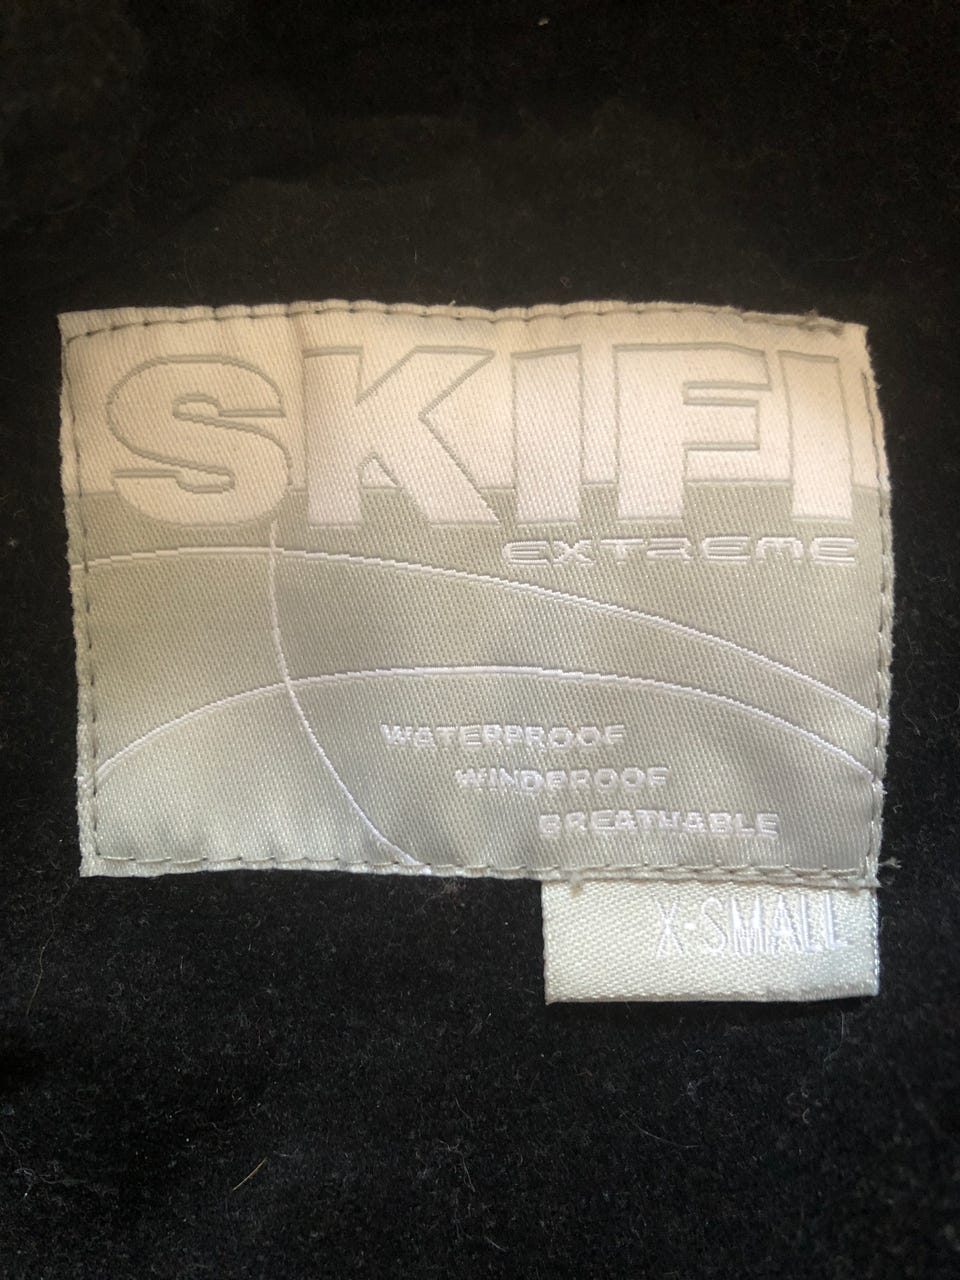 SKIFI
EXTREME
WATERPROOF
WINDPROOF
BREATHABLE
X-SMALL